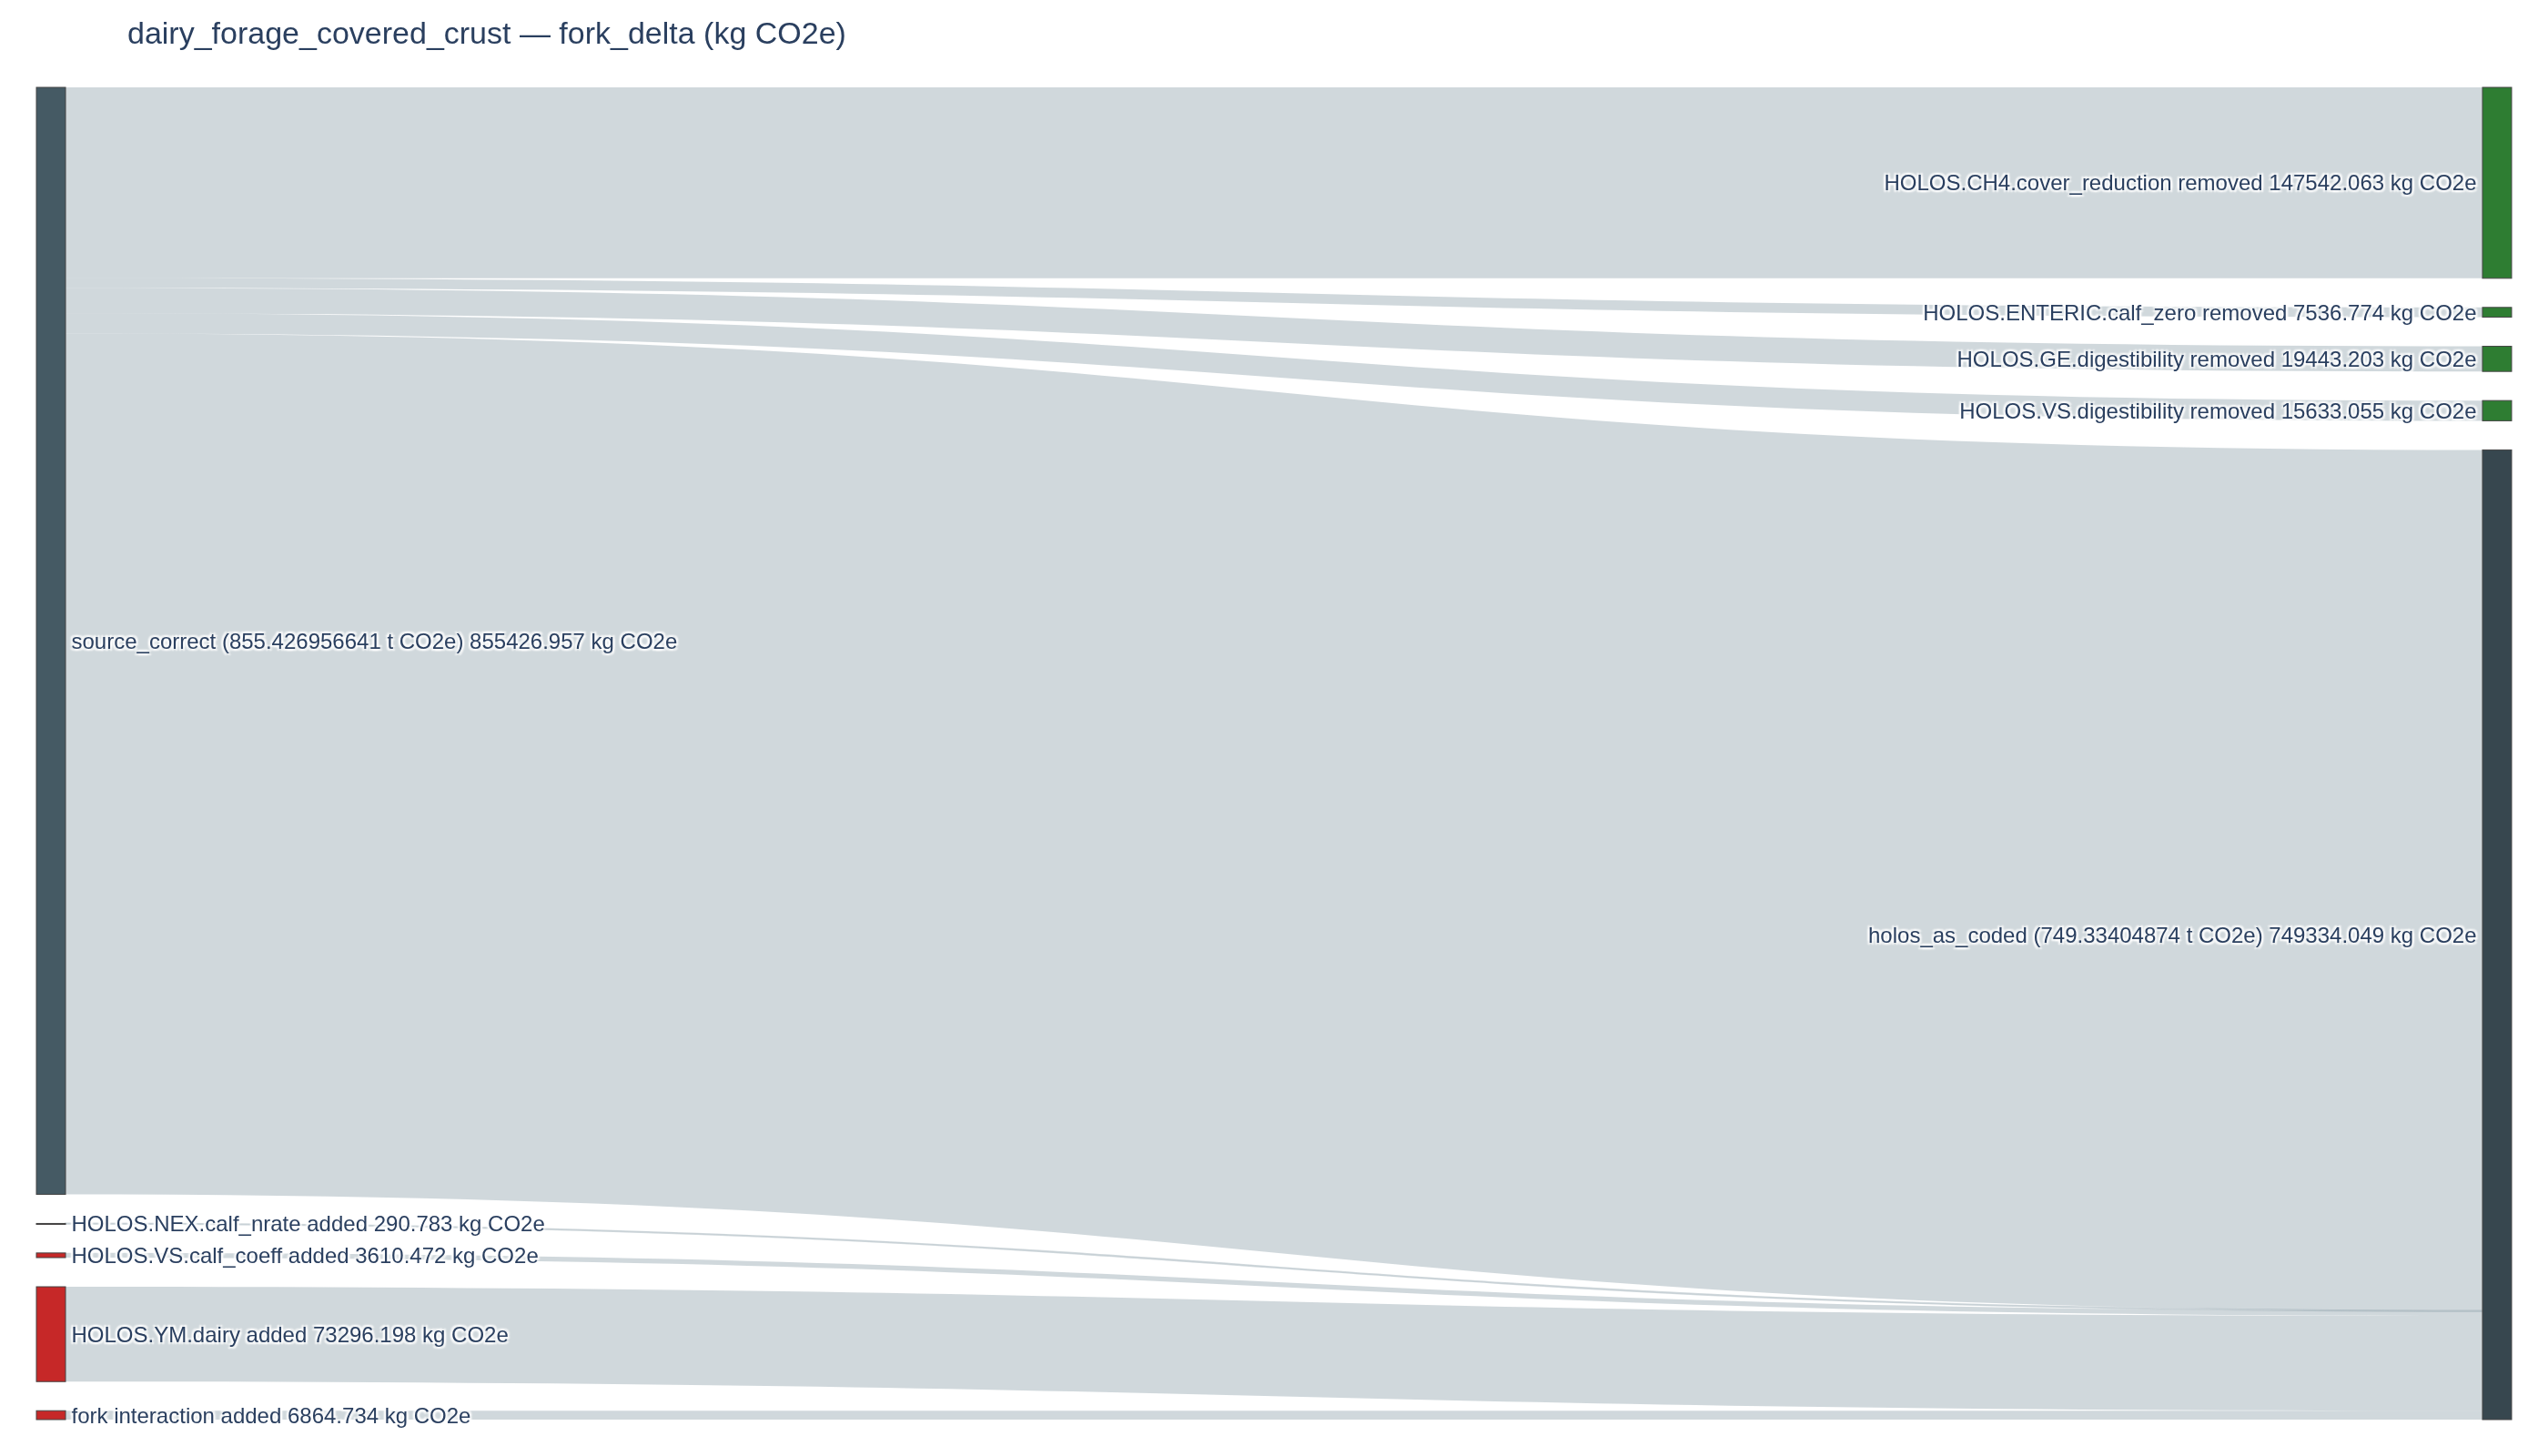 dairy_forage_covered_crust — fork_delta (kg CO2e)
HOLOS.CH4.cover_reduction removed 147542.063 kg CO2e
HOLOS.ENTERIC.calf_zero removed 7536.774 kg CO2e
HOLOS.GE.digestibility removed 19443.203 kg CO2e
HOLOS.VS.digestibility removed 15633.055 kg CO2e
source_correct (855.426956641 t CO2e) 855426.957 kg CO2e
holos_as_coded (749.33404874 t CO2e) 749334.049 kg CO2e
HOLOS.NEX.calf_nrate added 290.783 kg CO2e
HOLOS.VS.calf_coeff added 3610.472 kg CO2e
HOLOS.YM.dairy added 73296.198 kg CO2e
fork interaction added 6864.734 kg CO2e